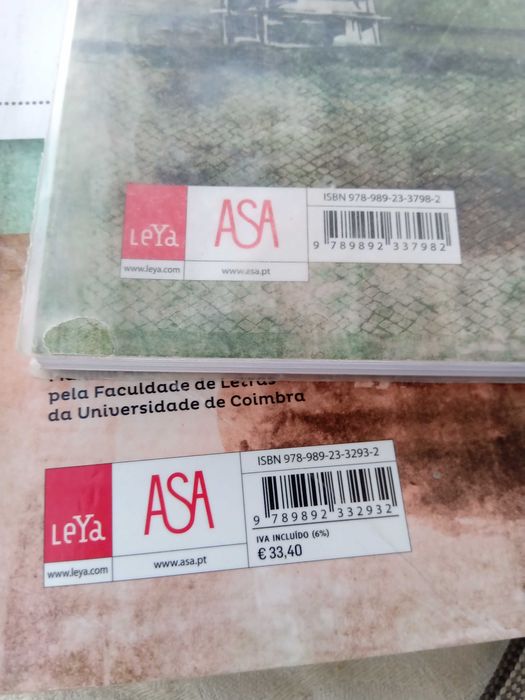 ISBN 978-989-23-3798-2
LeYa
ASA
9 789892 337982
www.leya.com
www.asa.pt
pela Faculdade de Letras
da Universidade de Coimbra
ISBN 978-989-23-3293-2
LeYa
ASA
9 789892 332932
IVA INCLUÍDO (6%)
€ 33,40
www.leya.com
www.asa.pt